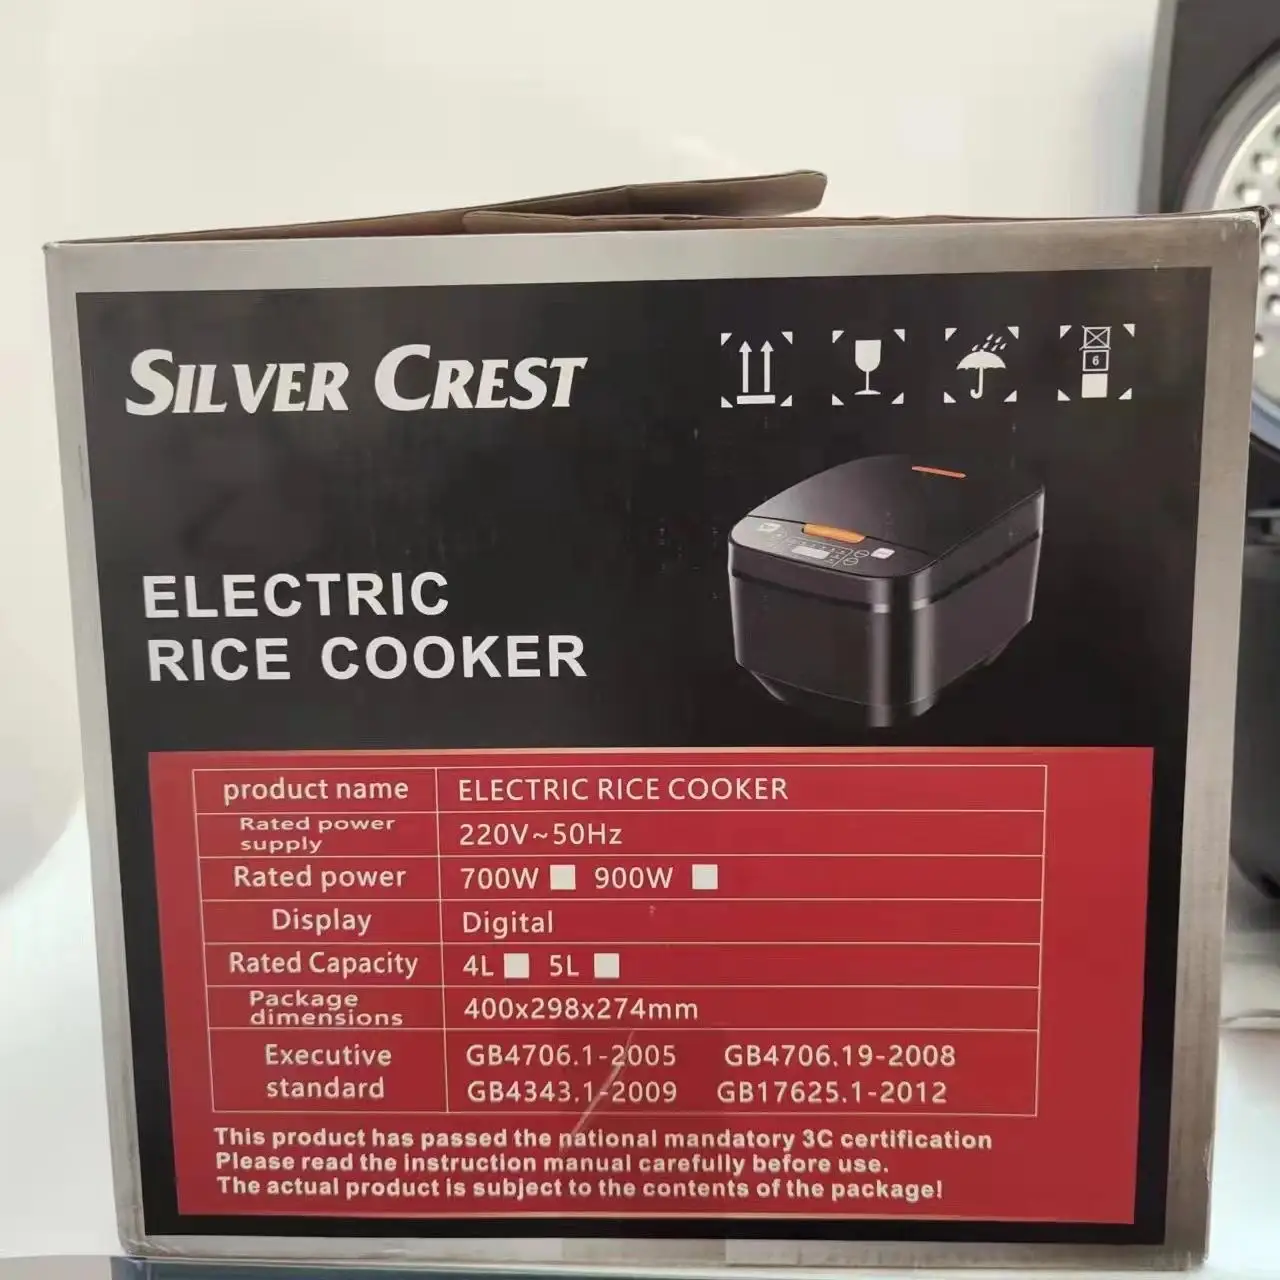 SILVER CREST
6
ELECTRIC
RICE COOKER
product name ELECTRIC RICE COOKER
Rated power
supply 220V~50Hz
Rated power 700W 900W
Display Digital
Rated Capacity 4L 5L
Package
dimensions 400x298x274mm
Executive
standard
GB4706.1-2005 GB4706.19-2008
GB4343.1-2009 GB17625.1-2012
This product has passed the national mandatory 3C certification
Please read the instruction manual carefully before use.
The actual product is subject to the contents of the package!